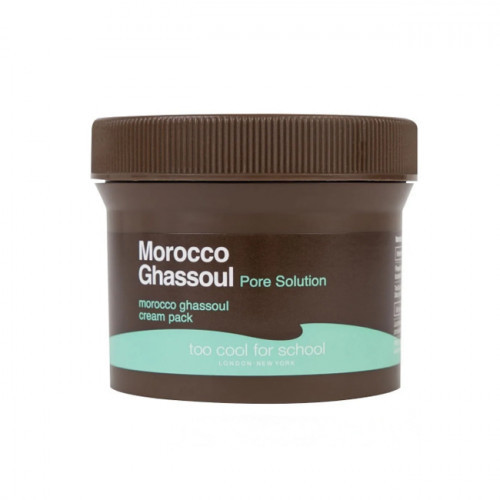 Morocco
Ghassoul Pore Solution
morocco ghassoul
cream pack
too cool for school
LONDON · NEW YORK